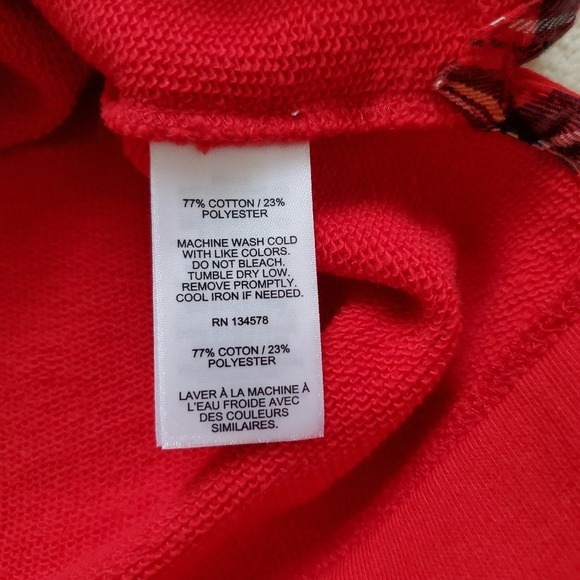 77% COTTON / 23%
POLYESTER
MACHINE WASH COLD
WITH LIKE COLORS.
DO NOT BLEACH.
TUMBLE DRY LOW.
REMOVE PROMPTLY.
COOL IRON IF NEEDED.
RN 134578
77% COTON / 23%
POLYESTER
LAVER À LA MACHINE À
L'EAU FROIDE AVEC
DES COULEURS
SIMILAIRES.